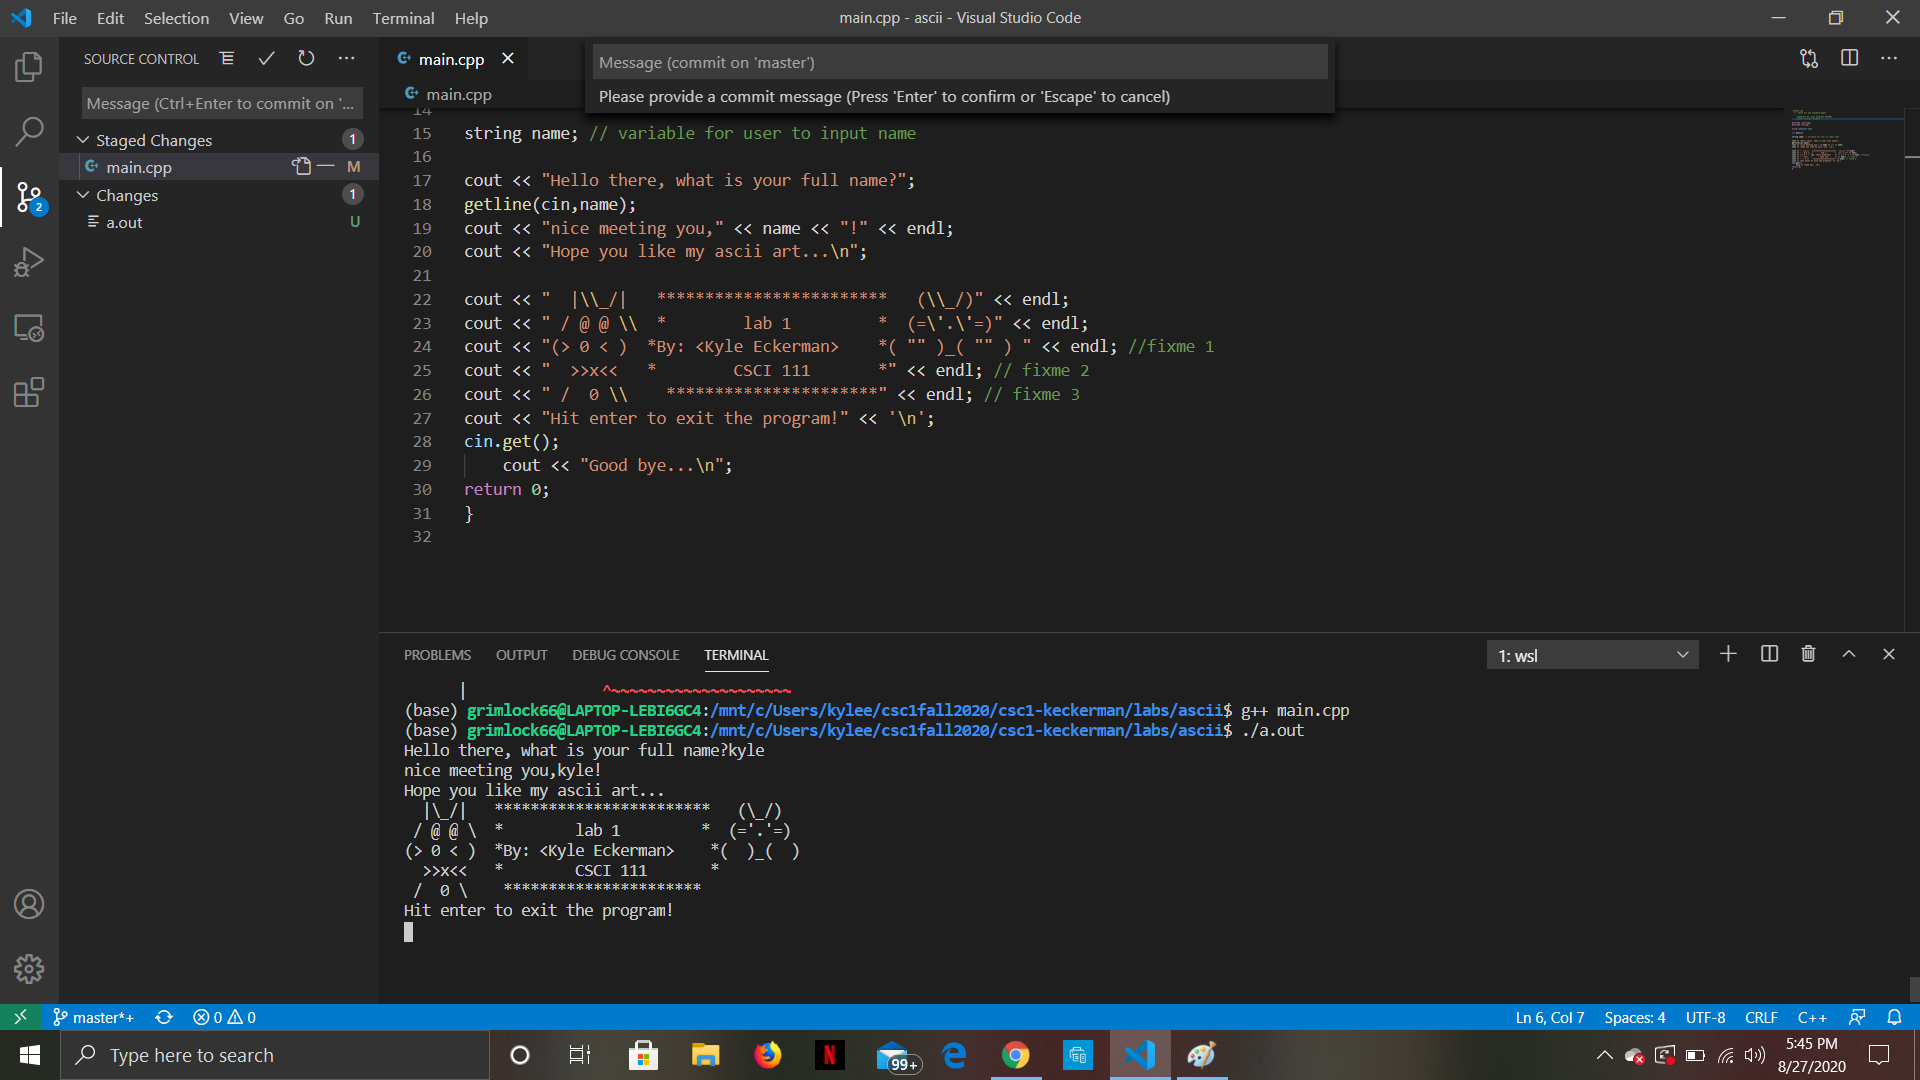 File Edit Selection View Go Run Terminal Help
main.cpp - ascii - Visual Studio Code
SOURCE CONTROL
Message (Ctrl+Enter to commit on '...
Staged Changes 1
main.cpp M
Changes 1
a.out U
2
main.cpp
main.cpp
Message (commit on 'master')
Please provide a commit message (Press 'Enter' to confirm or 'Escape' to cancel)
14
15 string name; // variable for user to input name
16
17 cout << "Hello there, what is your full name?";
18 getline(cin,name);
19 cout << "nice meeting you," << name << "!" << endl;
20 cout << "Hope you like my ascii art...\n";
21
22 cout << "  |\\_/|   ************************   (\\_/)" << endl;
23 cout << " / @ @ \\  *        lab 1         *  (=\'.\'=)" << endl;
24 cout << "(> 0 < )  *By: <Kyle Eckerman>    *( "" )_( "" ) " << endl; //fixme 1
25 cout << "  >>x<<   *        CSCI 111       *" << endl; // fixme 2
26 cout << " /  0 \\    **********************" << endl; // fixme 3
27 cout << "Hit enter to exit the program!" << '\n';
28 cin.get();
29     cout << "Good bye...\n";
30 return 0;
31 }
32
PROBLEMS OUTPUT DEBUG CONSOLE TERMINAL
1: wsl
|               ^~~~~~~~~~~~~~~~~~~~~
(base) grimlock66@LAPTOP-LEBI6GC4:/mnt/c/Users/kylee/csc1fall2020/csc1-keckerman/labs/ascii$ g++ main.cpp
(base) grimlock66@LAPTOP-LEBI6GC4:/mnt/c/Users/kylee/csc1fall2020/csc1-keckerman/labs/ascii$ ./a.out
Hello there, what is your full name?kyle
nice meeting you,kyle!
Hope you like my ascii art...
  |\_/|   ************************   (\_/)
 / @ @ \  *        lab 1         *  (='.'=)
(> 0 < )  *By: <Kyle Eckerman>    *(  )_(  )
  >>x<<   *        CSCI 111       *
 /  0 \    **********************
Hit enter to exit the program!
master*+ 0 0
Ln 6, Col 7 Spaces: 4 UTF-8 CRLF C++
Type here to search
N
99+
5:45 PM
8/27/2020